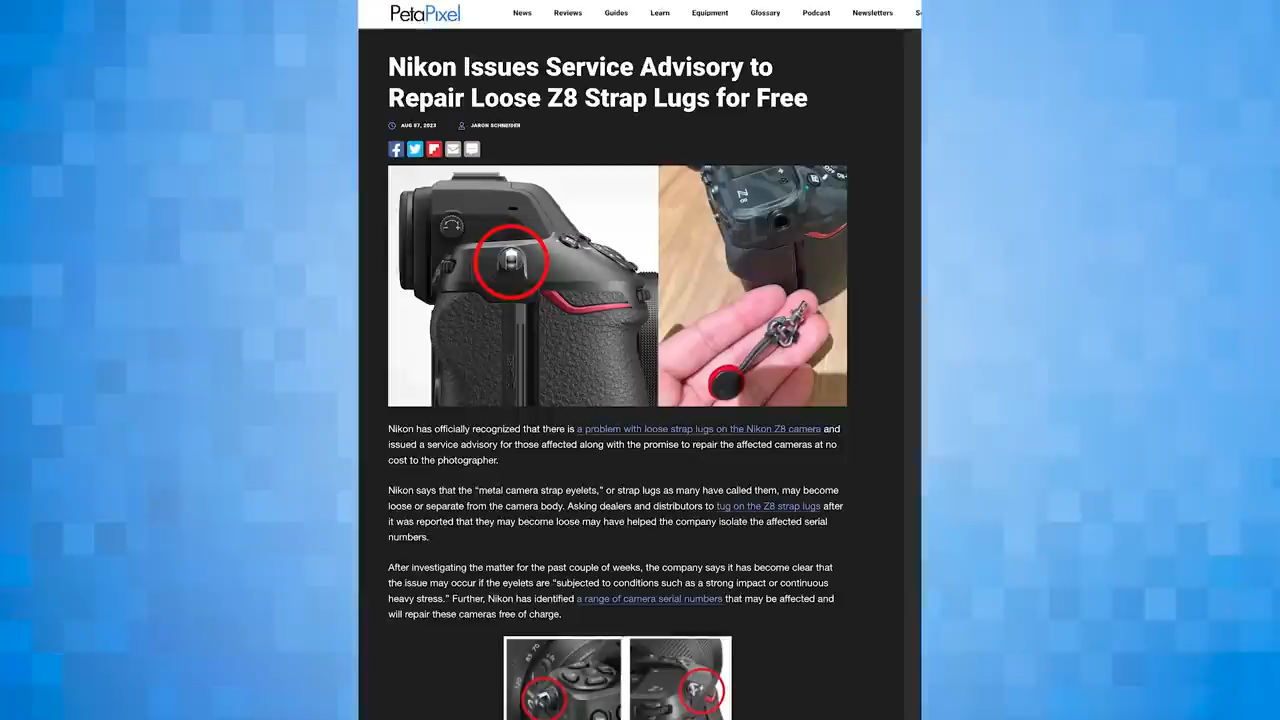 PetaPixel
News Reviews Guides Learn Equipment Glossary Podcast Newsletters
Nikon Issues Service Advisory to
Repair Loose Z8 Strap Lugs for Free
AUG 07, 2023 JARON SCHNEIDER
Nikon has officially recognized that there is a problem with loose strap lugs on the Nikon Z8 camera and
issued a service advisory for those affected along with the promise to repair the affected cameras at no
cost to the photographer.
Nikon says that the “metal camera strap eyelets,” or strap lugs as many have called them, may become
loose or separate from the camera body. Asking dealers and distributors to tug on the Z8 strap lugs after
it was reported that they may become loose may have helped the company isolate the affected serial
numbers.
After investigating the matter for the past couple of weeks, the company says it has become clear that
the issue may occur if the eyelets are “subjected to conditions such as a strong impact or continuous
heavy stress.” Further, Nikon has identified a range of camera serial numbers that may be affected and
will repair these cameras free of charge.